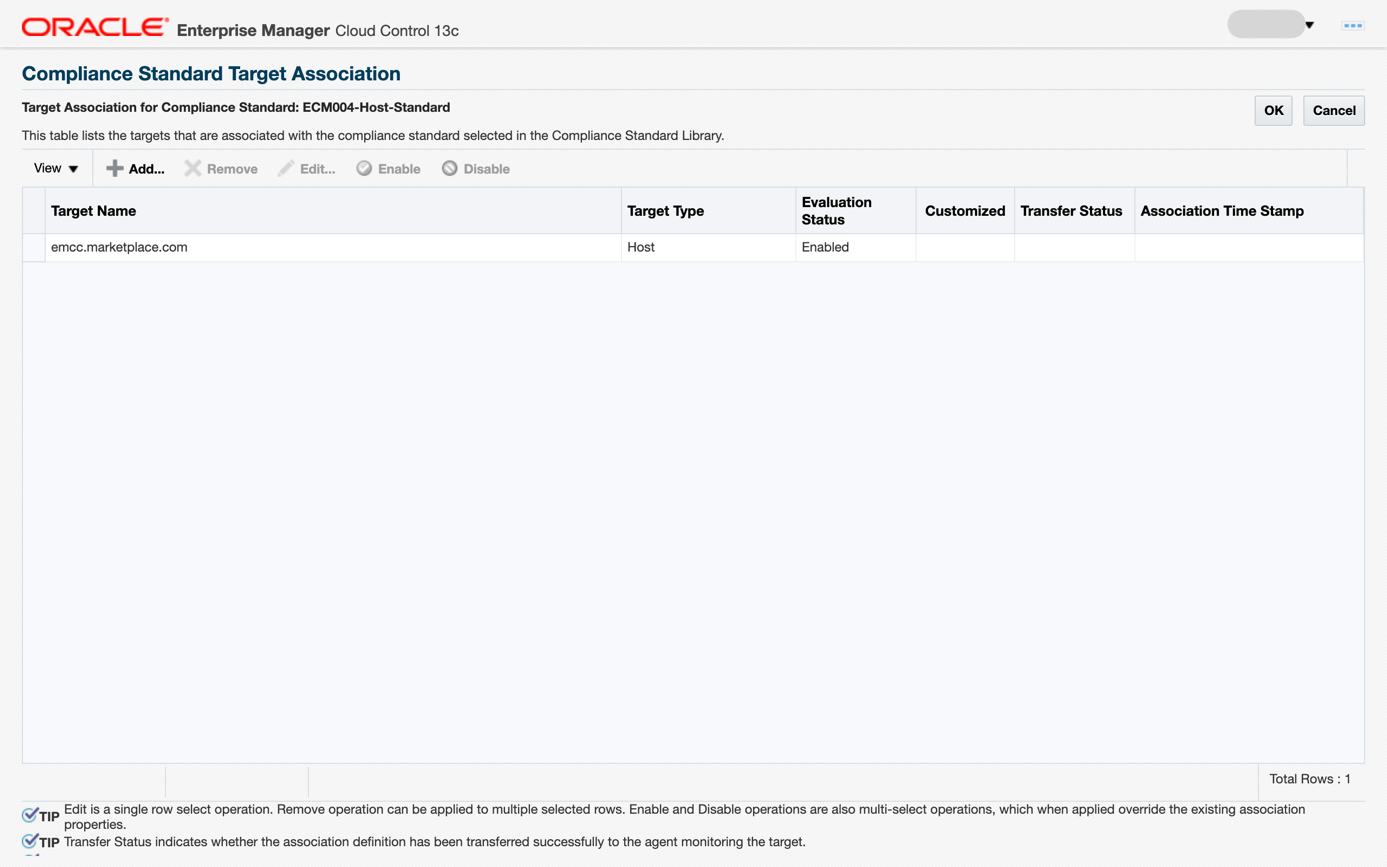 ORACLE® Enterprise Manager Cloud Control 13c
Compliance Standard Target Association
Target Association for Compliance Standard: ECM004-Host-Standard
OK Cancel
This table lists the targets that are associated with the compliance standard selected in the Compliance Standard Library.
View Add... Remove Edit... Enable Disable
Target Name Target Type Evaluation Status Customized Transfer Status Association Time Stamp
emcc.marketplace.com Host Enabled
Total Rows : 1
TIP Edit is a single row select operation. Remove operation can be applied to multiple selected rows. Enable and Disable operations are also multi-select operations, which when applied override the existing association
properties.
TIP Transfer Status indicates whether the association definition has been transferred successfully to the agent monitoring the target.